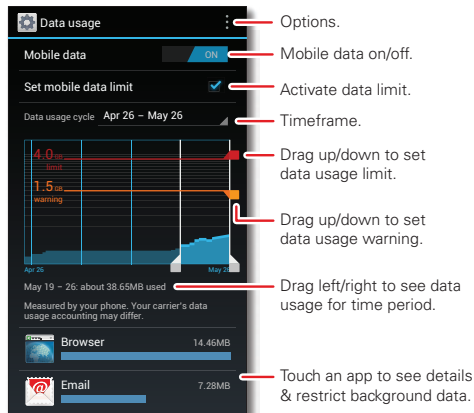 Data usage
Options.
Mobile data
ON
Mobile data on/off.
Set mobile data limit
Activate data limit.
Data usage cycle Apr 26 – May 26
Timeframe.
4.0 GB
limit
Drag up/down to set
data usage limit.
1.5 GB
warning
Drag up/down to set
data usage warning.
Apr 26
May 26
May 19 – 26: about 38.65MB used
Drag left/right to see data
usage for time period.
Measured by your phone. Your carrier's data
usage accounting may differ.
Browser
14.46MB
Email
7.28MB
Touch an app to see details
& restrict background data.